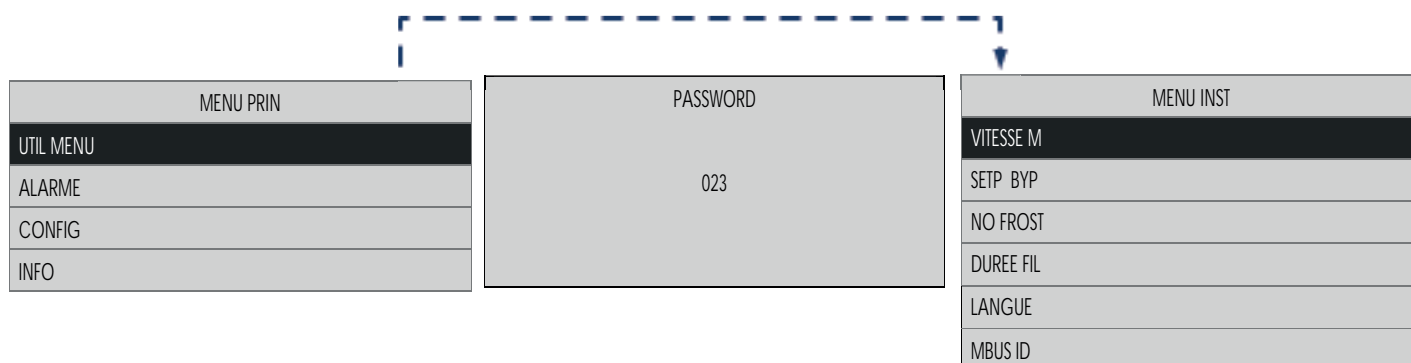 MENU PRIN
UTIL MENU
ALARME
CONFIG
INFO
PASSWORD
023
MENU INST
VITESSE M
SETP BYP
NO FROST
DUREE FIL
LANGUE
MBUS ID